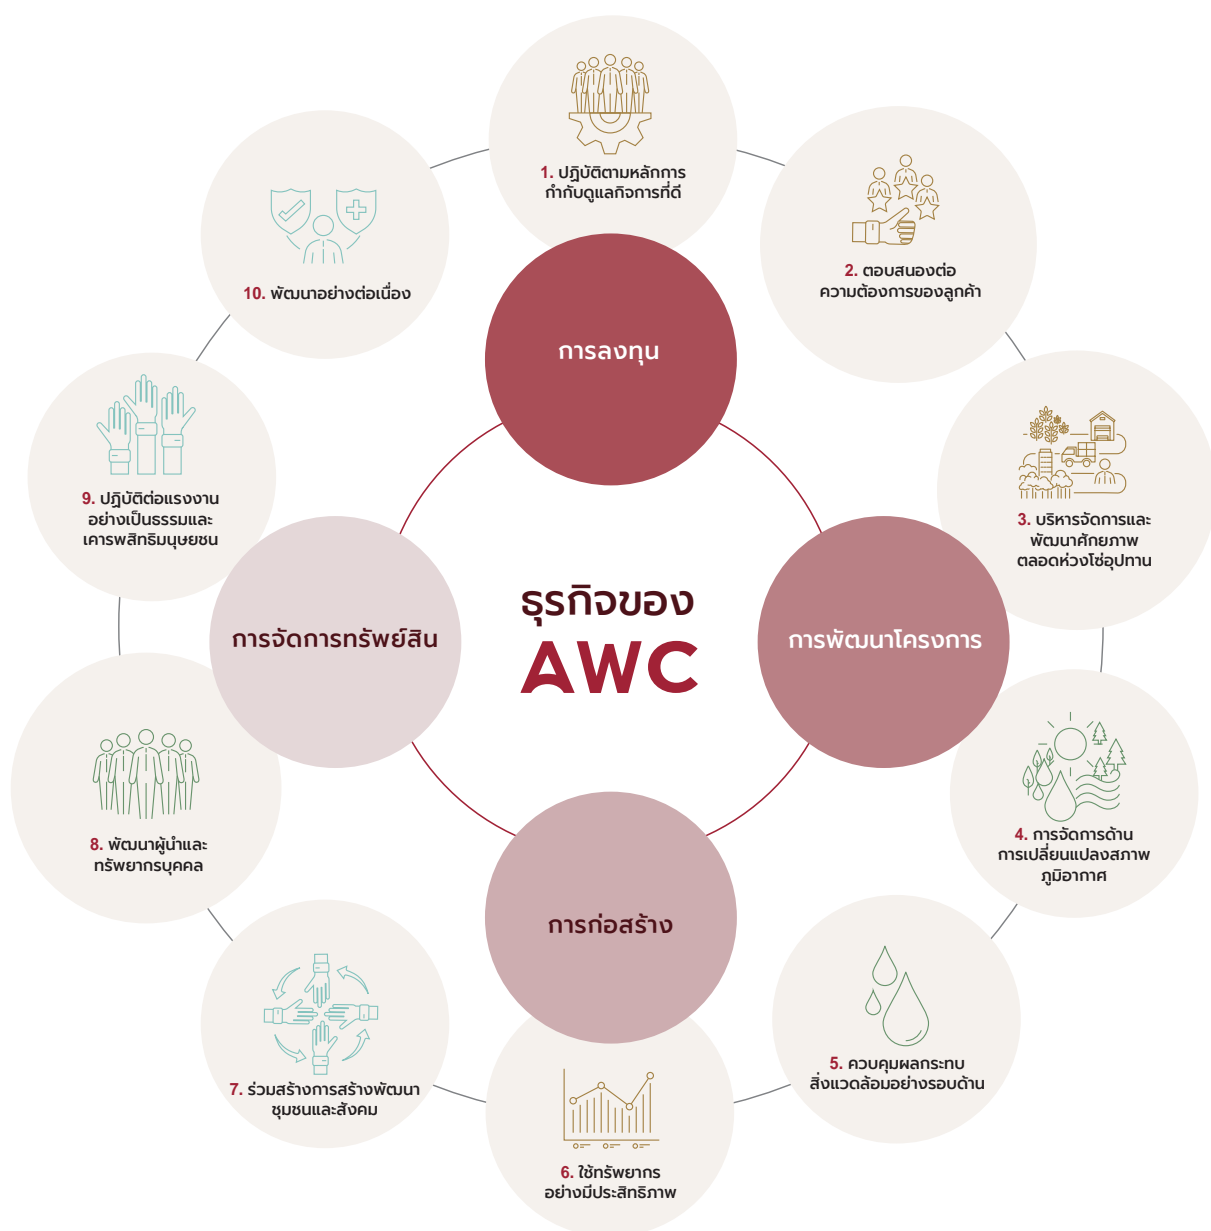 1. ปฏิบัติตามหลักการ
กำกับดูแลกิจการที่ดี
2. ตอบสนองต่อ
ความต้องการของลูกค้า
3. บริหารจัดการและ
พัฒนาศักยภาพ
ตลอดห่วงโซ่อุปทาน
4. การจัดการด้าน
การเปลี่ยนแปลงสภาพ
ภูมิอากาศ
5. ควบคุมผลกระทบ
สิ่งแวดล้อมอย่างรอบด้าน
6. ใช้ทรัพยากร
อย่างมีประสิทธิภาพ
7. ร่วมสร้างการสร้างพัฒนา
ชุมชนและสังคม
8. พัฒนาผู้นำและ
ทรัพยากรบุคคล
9. ปฏิบัติต่อแรงงาน
อย่างเป็นธรรมและ
เคารพสิทธิมนุษยชน
10. พัฒนาอย่างต่อเนื่อง
การลงทุน
การพัฒนาโครงการ
การก่อสร้าง
การจัดการทรัพย์สิน
ธุรกิจของ
AWC